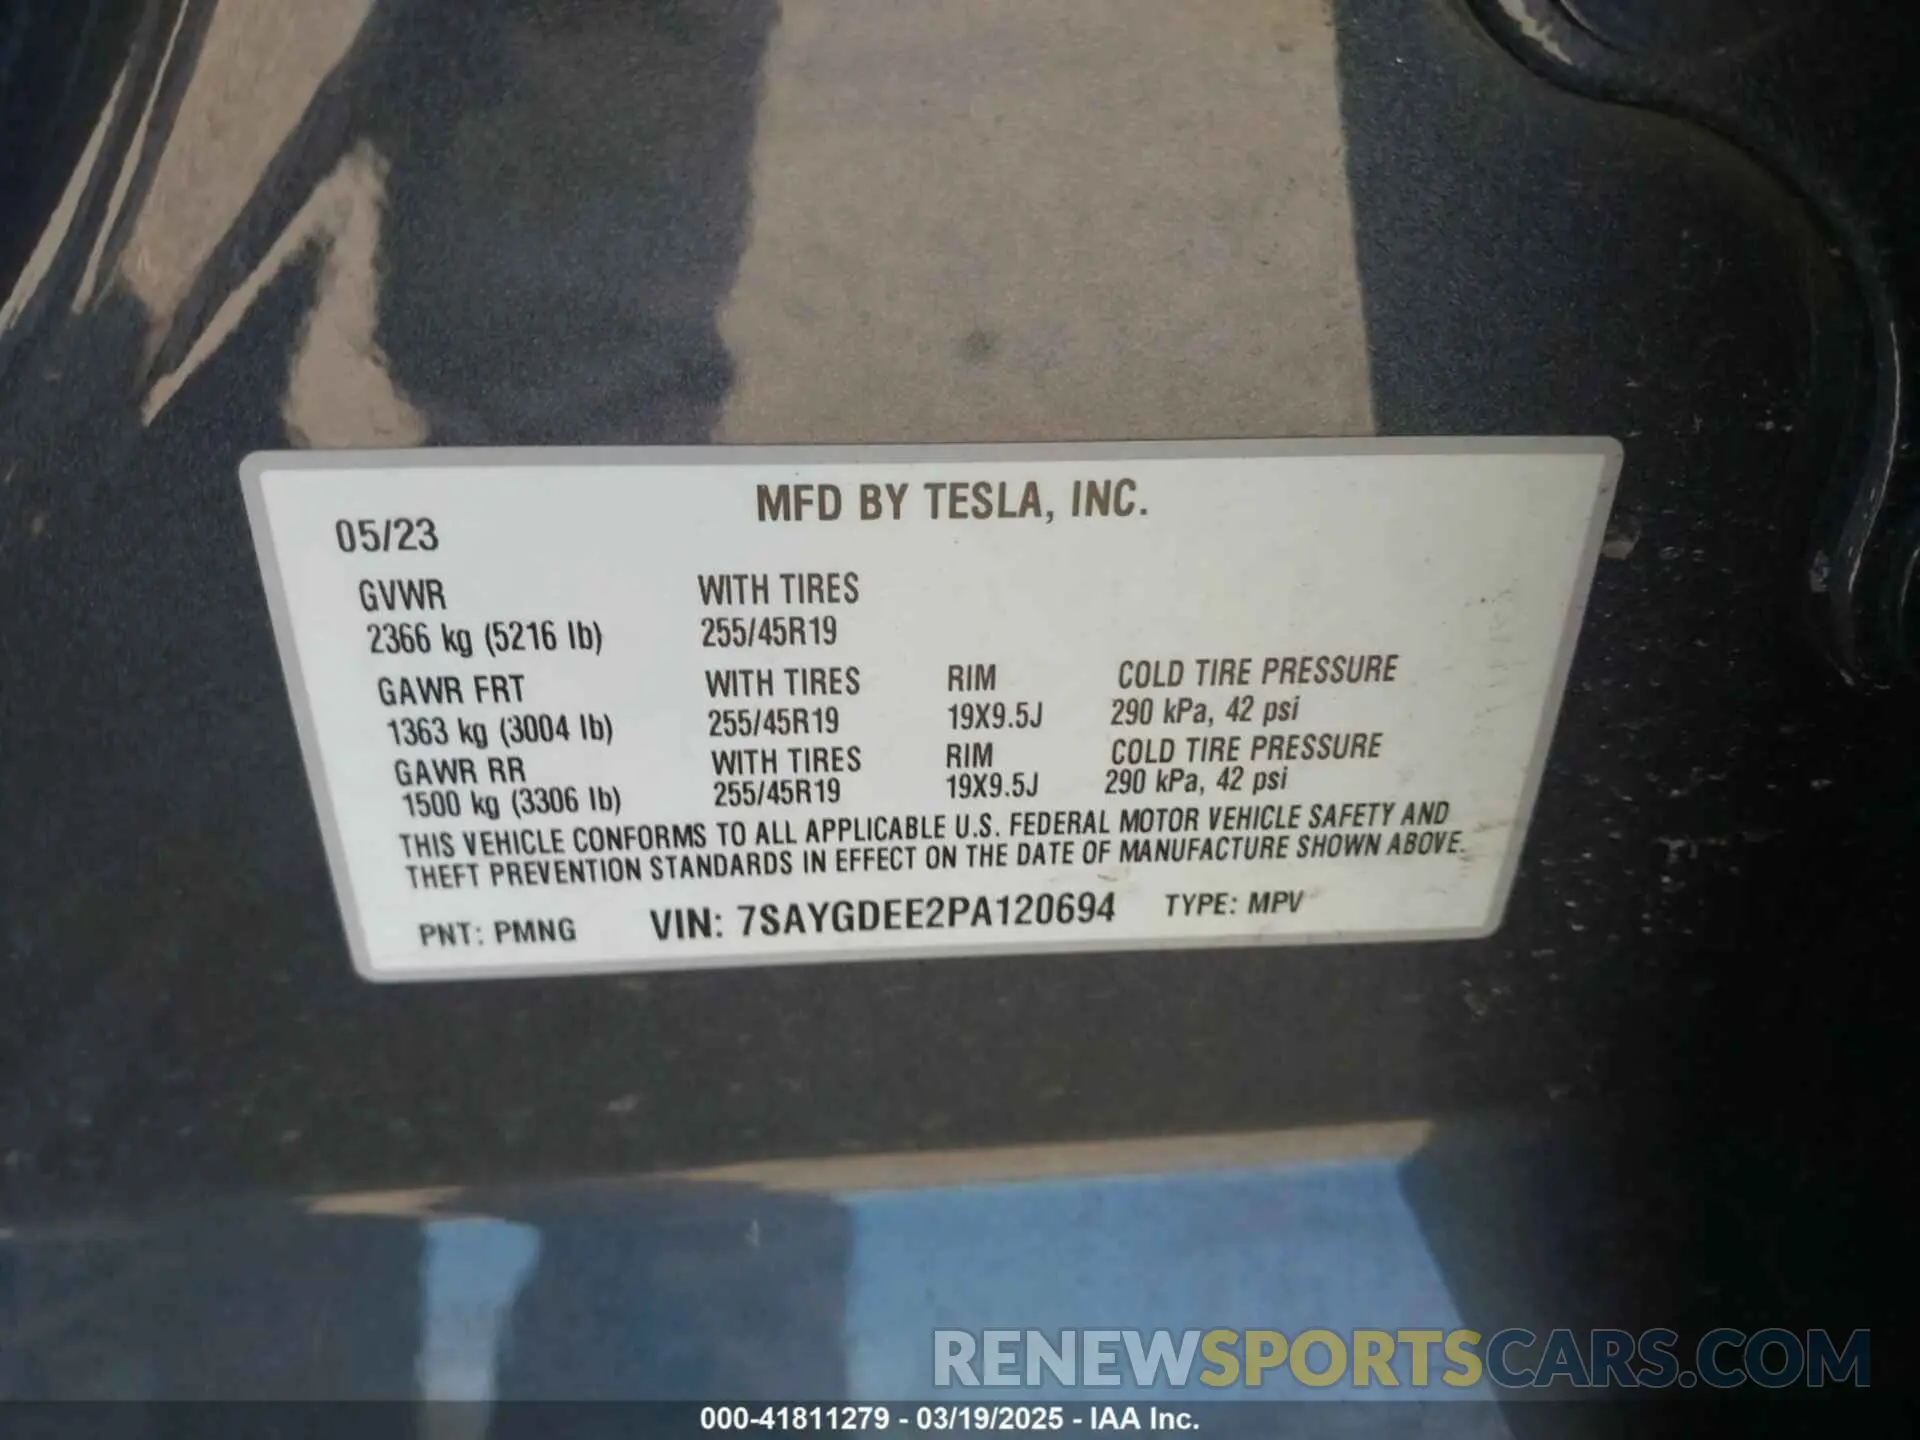 MFD BY TESLA, INC.
05/23
GVWR WITH TIRES
2366 kg (5216 lb) 255/45R19
GAWR FRT WITH TIRES RIM COLD TIRE PRESSURE
1363 kg (3004 lb) 255/45R19 19X9.5J 290 kPa, 42 psi
GAWR RR WITH TIRES RIM COLD TIRE PRESSURE
1500 kg (3306 lb) 255/45R19 19X9.5J 290 kPa, 42 psi
THIS VEHICLE CONFORMS TO ALL APPLICABLE U.S. FEDERAL MOTOR VEHICLE SAFETY AND
THEFT PREVENTION STANDARDS IN EFFECT ON THE DATE OF MANUFACTURE SHOWN ABOVE.
PNT: PMNG VIN: 7SAYGDEE2PA120694 TYPE: MPV
RENEWSPORTSCARS.COM
000-41811279 - 03/19/2025 - IAA Inc.